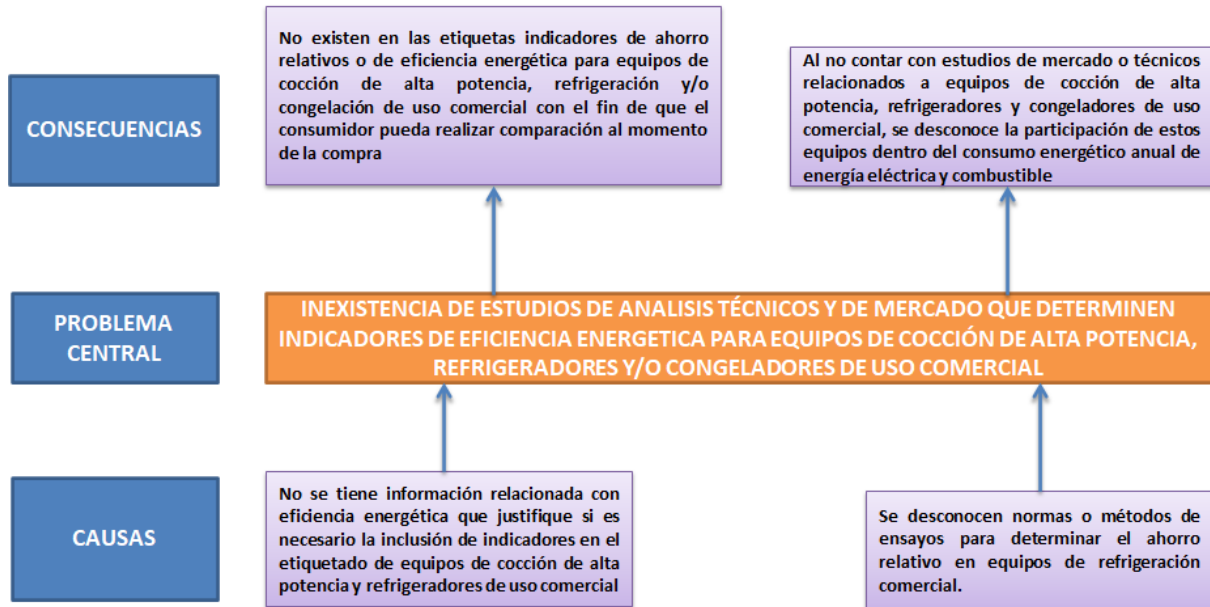 CONSECUENCIAS
No existen en las etiquetas indicadores de ahorro
relativos o de eficiencia energética para equipos de
cocción de alta potencia, refrigeración y/o
congelación de uso comercial con el fin de que el
consumidor pueda realizar comparación al momento
de la compra
Al no contar con estudios de mercado o técnicos
relacionados a equipos de cocción de alta
potencia, refrigeradores y congeladores de uso
comercial, se desconoce la participación de estos
equipos dentro del consumo energético anual de
energía eléctrica y combustible
PROBLEMA
CENTRAL
INEXISTENCIA DE ESTUDIOS DE ANALISIS TÉCNICOS Y DE MERCADO QUE DETERMINEN
INDICADORES DE EFICIENCIA ENERGETICA PARA EQUIPOS DE COCCIÓN DE ALTA POTENCIA,
REFRIGERADORES Y/O CONGELADORES DE USO COMERCIAL
CAUSAS
No se tiene información relacionada con
eficiencia energética que justifique si es
necesario la inclusión de indicadores en el
etiquetado de equipos de cocción de alta
potencia y refrigeradores de uso comercial
Se desconocen normas o métodos de
ensayos para determinar el ahorro
relativo en equipos de refrigeración
comercial.